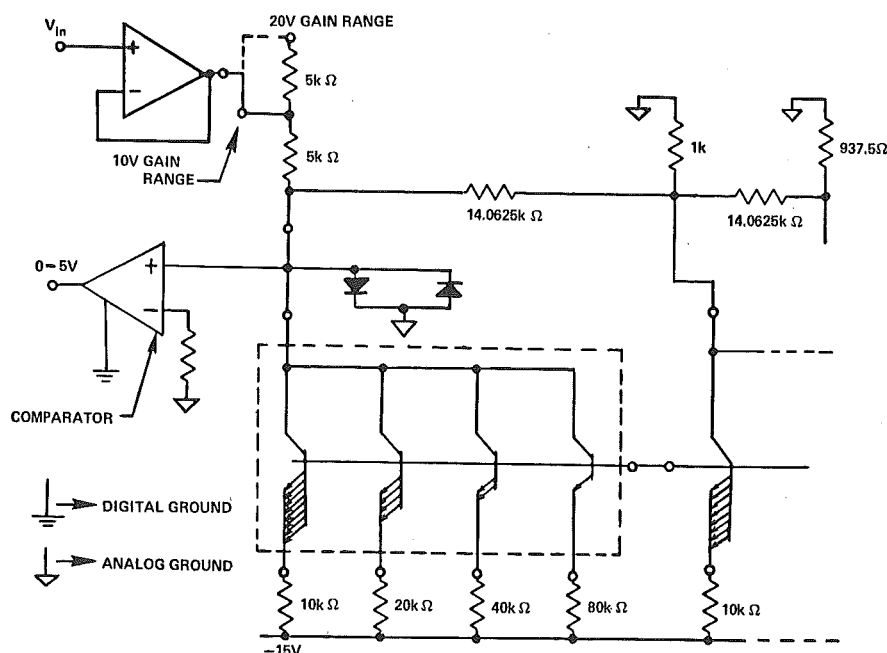 20V GAIN RANGE
Vin
+
−
5k Ω
10V GAIN
RANGE
5k Ω
1k
937.5Ω
14.0625k Ω
14.0625k Ω
0–5V
+
−
COMPARATOR
DIGITAL GROUND
ANALOG GROUND
10k Ω
20k Ω
40k Ω
80k Ω
10k Ω
−15V